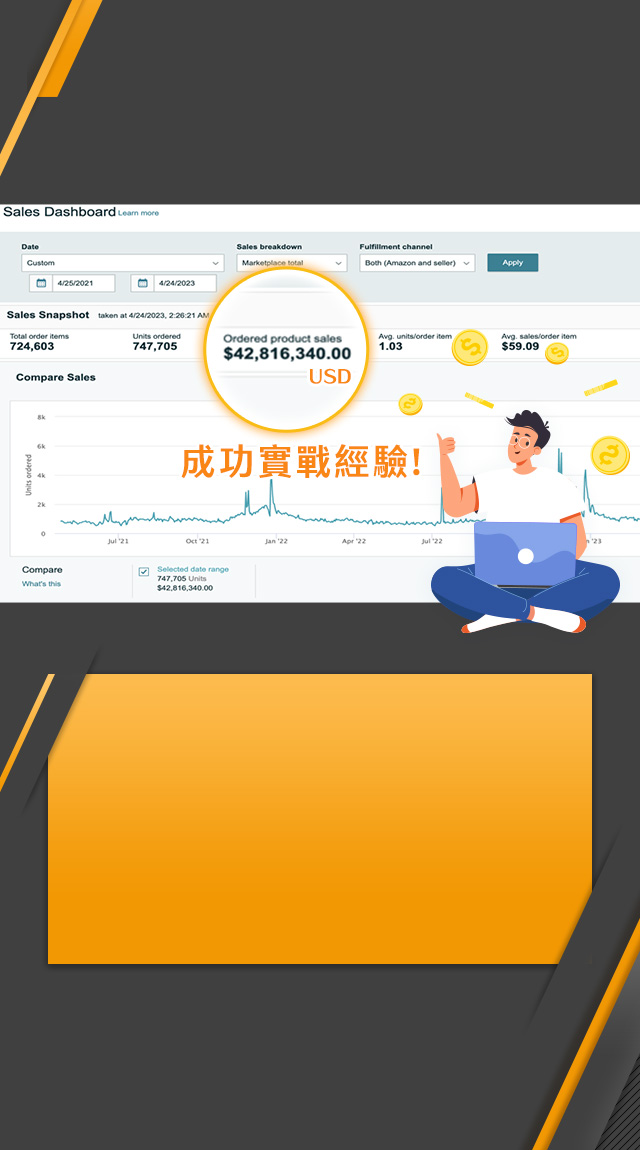 Sales Dashboard Learn more
Date
Sales breakdown
Fulfillment channel
Custom
Marketplace total
Both (Amazon and seller)
Apply
4/25/2021
4/24/2023
Sales Snapshot taken at 4/24/2023, 2:26:21 AM
Total order items
724,603
Units ordered
747,705
Ordered product sales
$42,816,340.00
USD
Avg. units/order item
1.03
Avg. sales/order item
$59.09
Compare Sales
成功實戰經驗!
Units ordered
8k
6k
4k
2k
0
Jul '21
Oct '21
Jan '22
Apr '22
Jul '22
'23
Compare
What's this
Selected date range
747,705 Units
$42,816,340.00